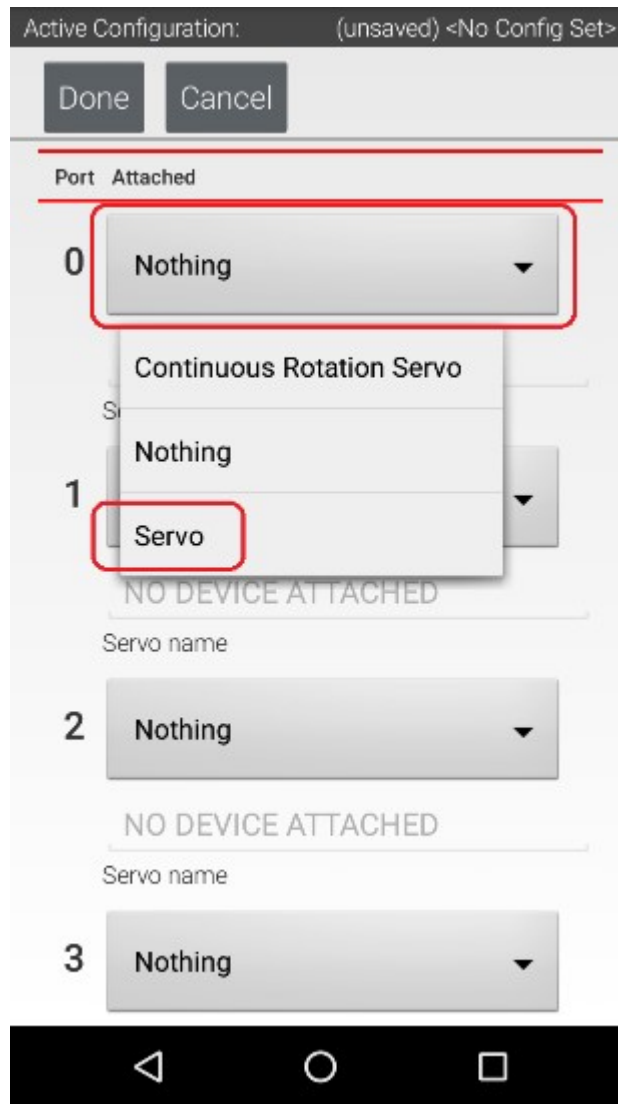 Active Configuration: (unsaved) <No Config Set>
Done Cancel
Port Attached
0 Nothing
Continuous Rotation Servo
Nothing
1
Servo
NO DEVICE ATTACHED
Servo name
2 Nothing
NO DEVICE ATTACHED
Servo name
3 Nothing